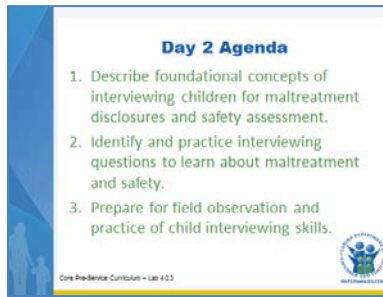 Day 2 Agenda
1. Describe foundational concepts of
interviewing children for maltreatment
disclosures and safety assessment.
2. Identify and practice interviewing
questions to learn about maltreatment
and safety.
3. Prepare for field observation and
practice of child interviewing skills.
Core Pre-Service Curriculum – Lab 4.0.3
MYFLFAMILIES.COM